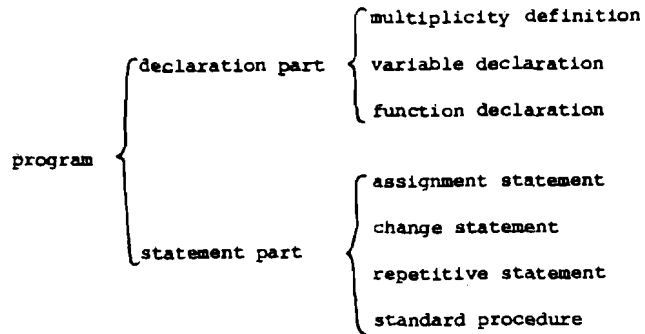 multiplicity definition
declaration part
variable declaration
function declaration
program
assignment statement
change statement
statement part
repetitive statement
standard procedure